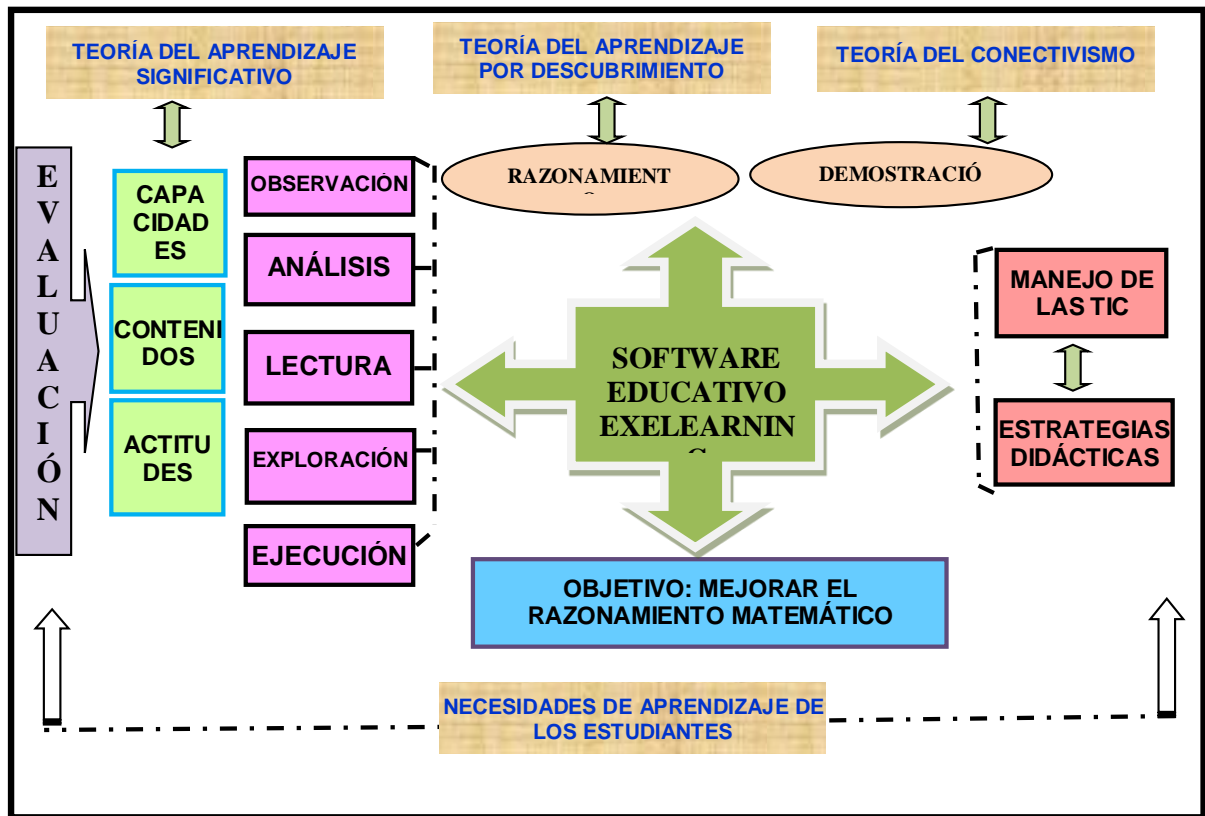 TEORÍA DEL APRENDIZAJE
SIGNIFICATIVO
TEORÍA DEL APRENDIZAJE
POR DESCUBRIMIENTO
TEORÍA DEL CONECTIVISMO
E
V
A
L
U
A
C
I
Ó
N
CAPA
CIDAD
ES
CONTENI
DOS
ACTITU
DES
OBSERVACIÓN
ANÁLISIS
LECTURA
EXPLORACIÓN
EJECUCIÓN
RAZONAMIENT
DEMOSTRACIÓ
SOFTWARE
EDUCATIVO
EXELEARNIN
MANEJO DE
LAS TIC
ESTRATEGIAS
DIDÁCTICAS
OBJETIVO: MEJORAR EL
RAZONAMIENTO MATEMÁTICO
NECESIDADES DE APRENDIZAJE DE
LOS ESTUDIANTES